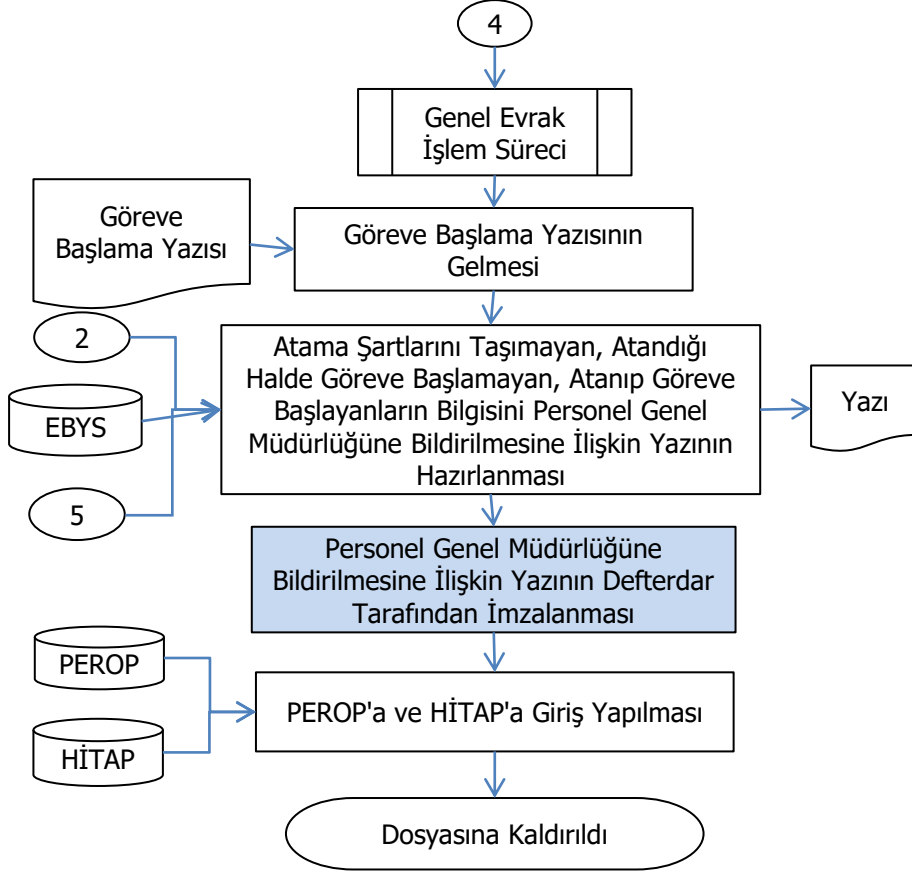 4
Genel Evrak
İşlem Süreci
Göreve
Başlama Yazısı
Göreve Başlama Yazısının
Gelmesi
2
EBYS
5
Atama Şartlarını Taşımayan, Atandığı
Halde Göreve Başlamayan, Atanıp Göreve
Başlayanların Bilgisini Personel Genel
Müdürlüğüne Bildirilmesine İlişkin Yazının
Hazırlanması
Yazı
Personel Genel Müdürlüğüne
Bildirilmesine İlişkin Yazının Defterdar
Tarafından İmzalanması
PEROP
HİTAP
PEROP'a ve HİTAP'a Giriş Yapılması
Dosyasına Kaldırıldı